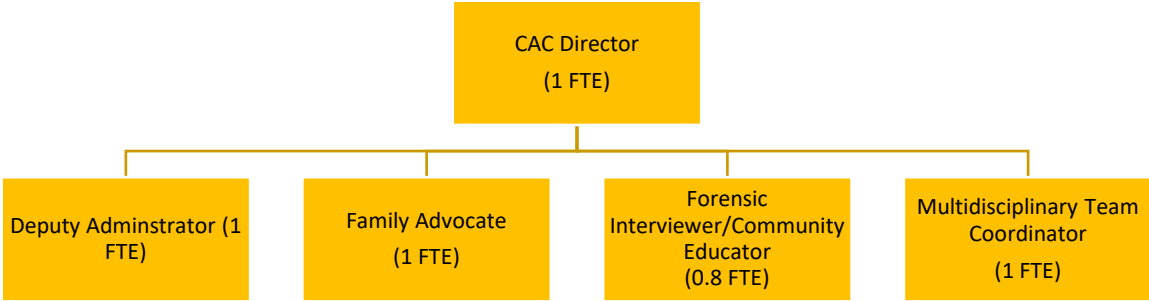 CAC Director
(1 FTE)
Deputy Adminstrator (1
FTE)
Family Advocate
(1 FTE)
Forensic
Interviewer/Community
Educator
(0.8 FTE)
Multidisciplinary Team
Coordinator
(1 FTE)